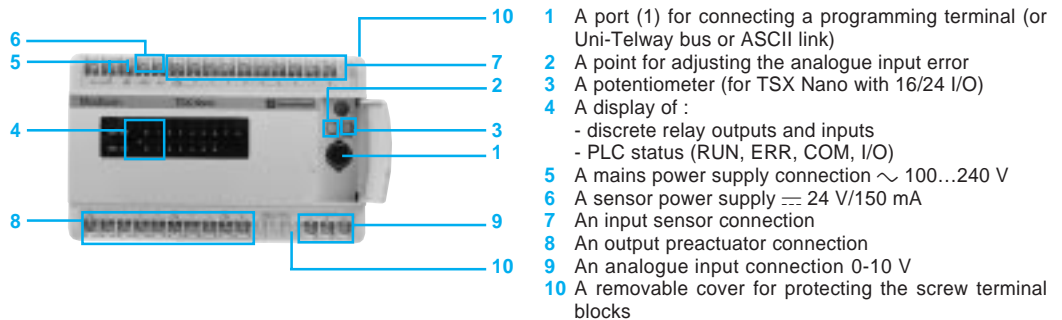 10
6
5
7
2
4
3
1
8
9
10
Modicon
TSX Nano
1 A port (1) for connecting a programming terminal (or
Uni-Telway bus or ASCII link)
2 A point for adjusting the analogue input error
3 A potentiometer (for TSX Nano with 16/24 I/O)
4 A display of :
- discrete relay outputs and inputs
- PLC status (RUN, ERR, COM, I/O)
5 A mains power supply connection ∼ 100…240 V
6 A sensor power supply ⎓ 24 V/150 mA
7 An input sensor connection
8 An output preactuator connection
9 An analogue input connection 0-10 V
10 A removable cover for protecting the screw terminal
blocks